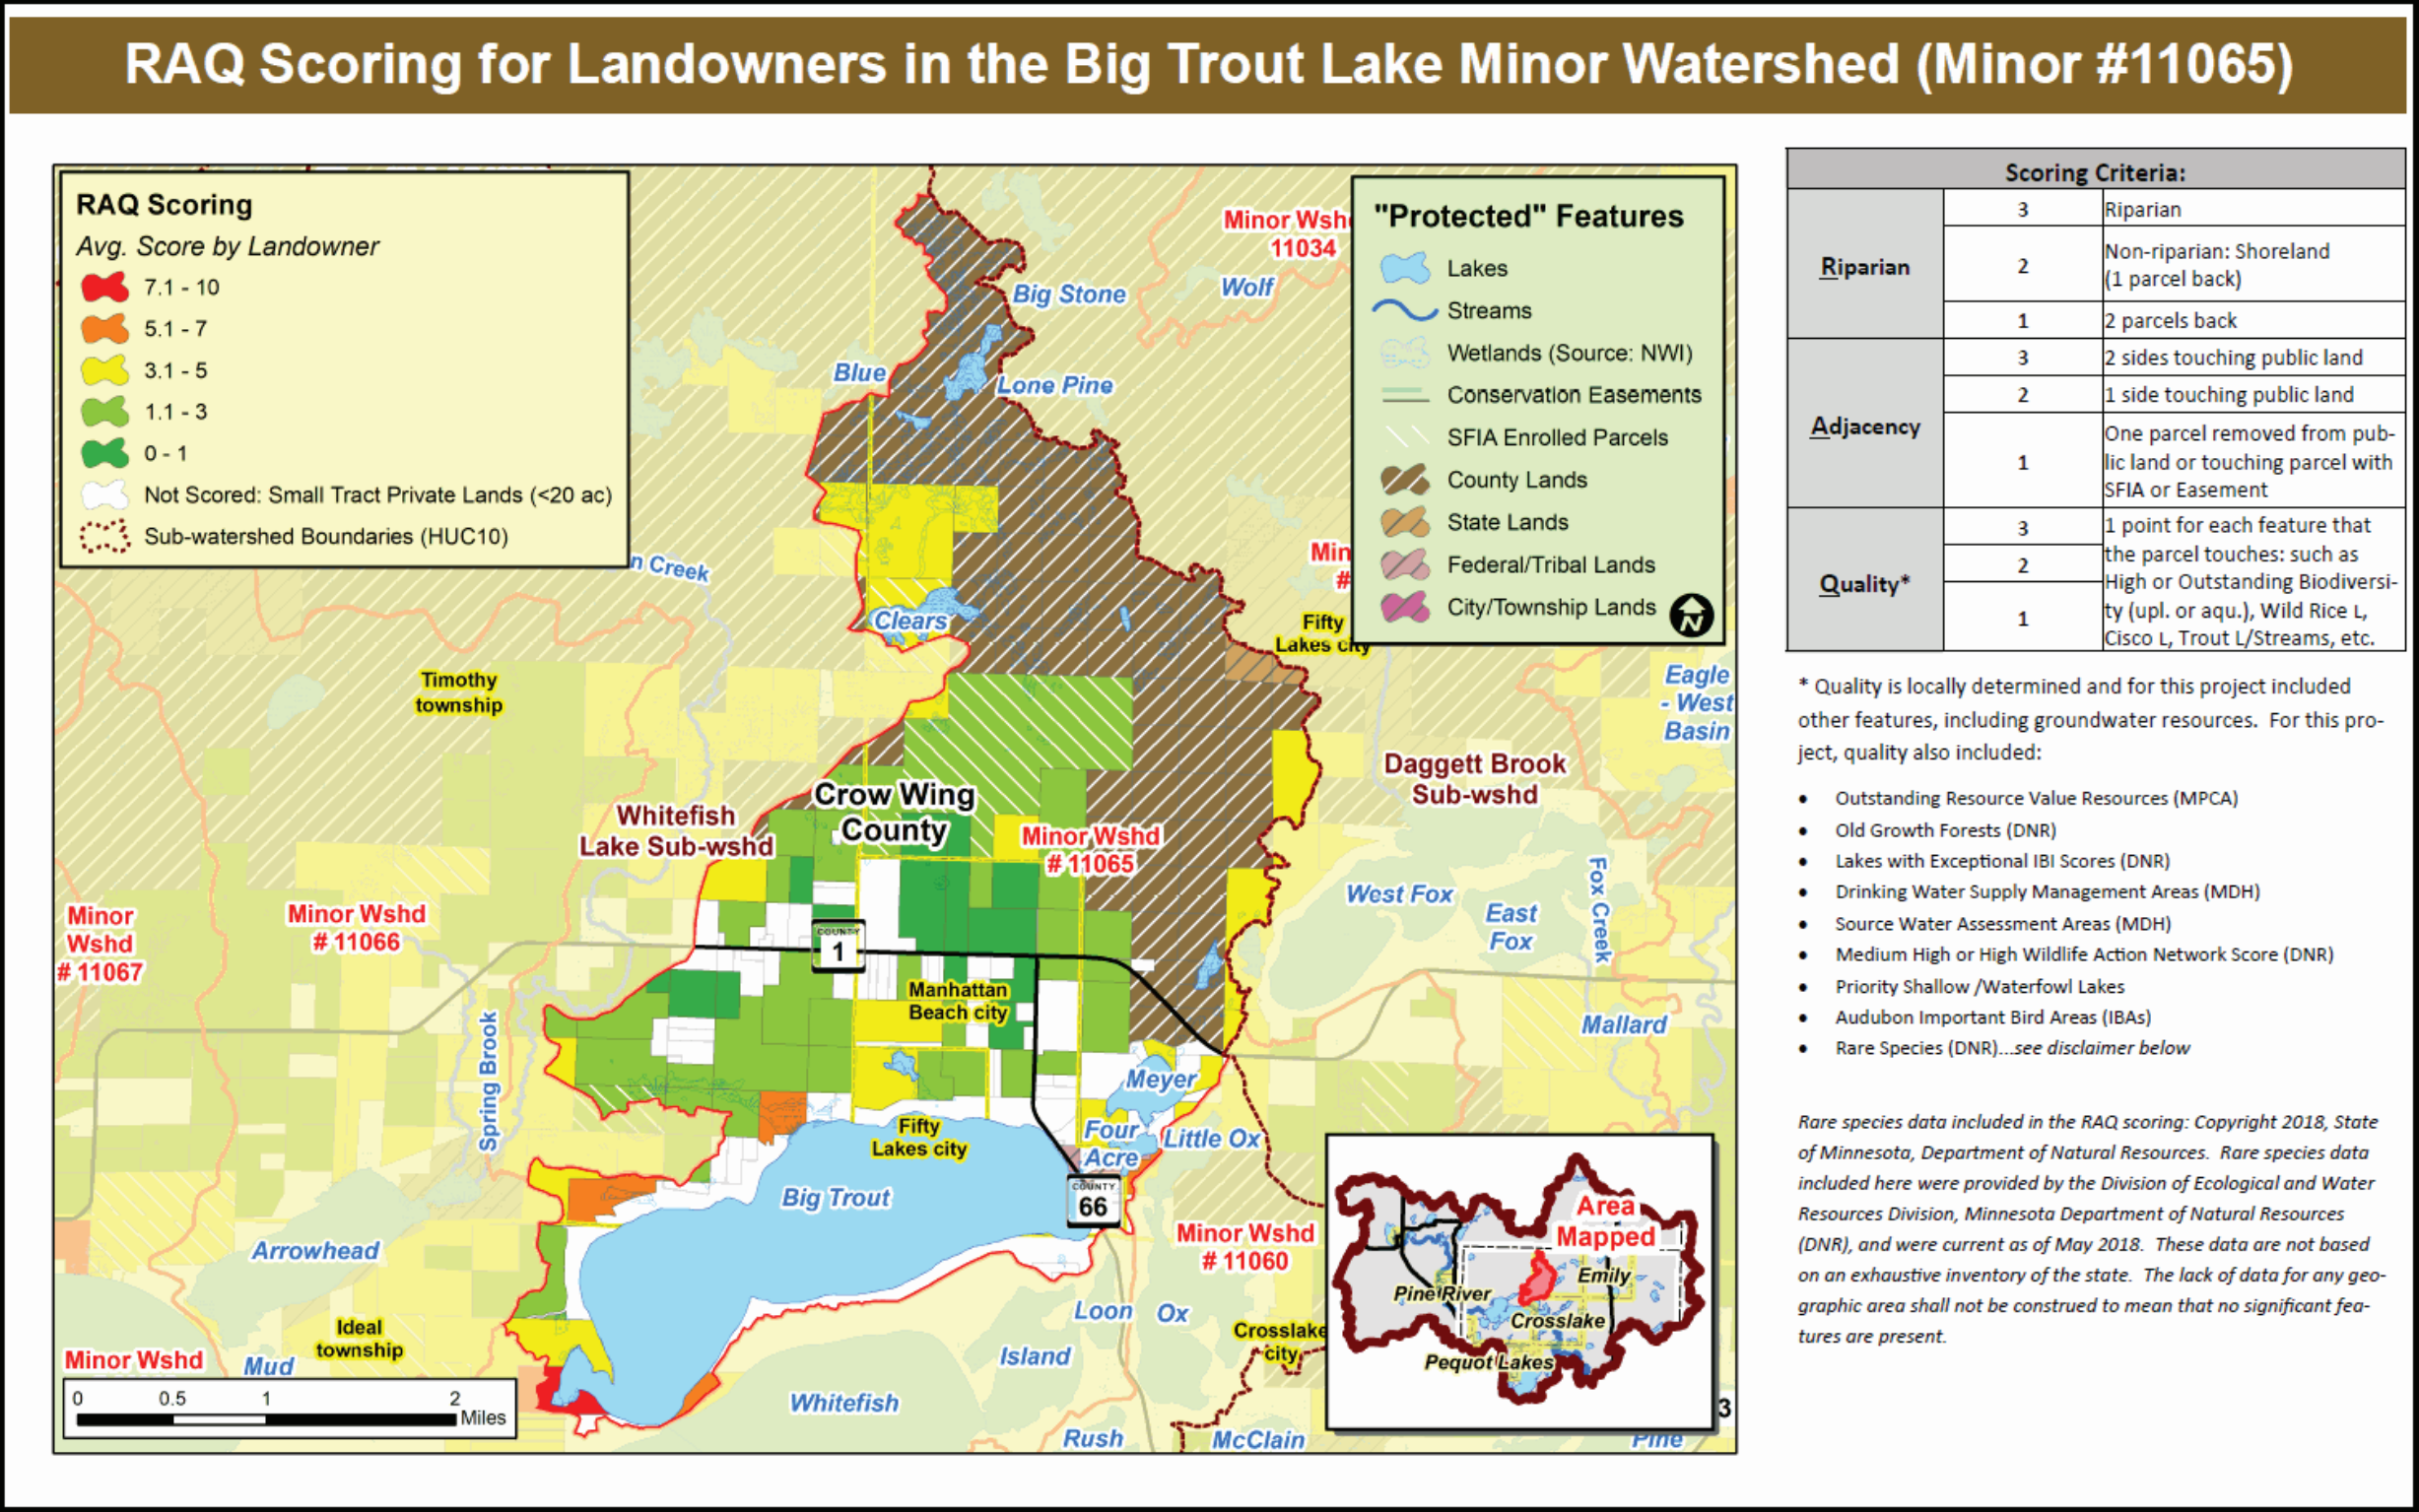 RAQ Scoring for Landowners in the Big Trout Lake Minor Watershed (Minor #11065)
RAQ Scoring
Avg. Score by Landowner
7.1 - 10
5.1 - 7
3.1 - 5
1.1 - 3
0 - 1
Not Scored: Small Tract Private Lands (<20 ac)
Sub-watershed Boundaries (HUC10)
"Protected" Features
Lakes
Streams
Wetlands (Source: NWI)
Conservation Easements
SFIA Enrolled Parcels
County Lands
State Lands
Federal/Tribal Lands
City/Township Lands
N
Minor Wshd
11034
Wolf
Big Stone
Blue
Lone Pine
n Creek
Min
#
Fifty
Lakes city
Clears
Timothy
township
Eagle
- West
Basin
Daggett Brook
Sub-wshd
Crow Wing
County
Whitefish
Lake Sub-wshd
Minor Wshd
# 11065
West Fox
East
Fox
Fox Creek
Minor
Wshd
# 11067
Minor Wshd
# 11066
COUNTY
1
Manhattan
Beach city
Mallard
Spring Brook
Meyer
Fifty
Lakes city
Four
Acre
Little Ox
COUNTY
66
Big Trout
Minor Wshd
# 11060
Arrowhead
Loon
Ox
Ideal
township
Crosslake
city
Island
Minor Wshd
Mud
Whitefish
Rush
McClain
Pine
3
0 0.5 1 2
Miles
Area
Mapped
Emily
Pine River
Crosslake
Pequot Lakes
Scoring Criteria:
Riparian
3 Riparian
2 Non-riparian: Shoreland
(1 parcel back)
1 2 parcels back
Adjacency
3 2 sides touching public land
2 1 side touching public land
1 One parcel removed from pub-
lic land or touching parcel with
SFIA or Easement
Quality*
3
2
1
1 point for each feature that
the parcel touches: such as
High or Outstanding Biodiversi-
ty (upl. or aqu.), Wild Rice L,
Cisco L, Trout L/Streams, etc.
* Quality is locally determined and for this project included
other features, including groundwater resources. For this pro-
ject, quality also included:
• Outstanding Resource Value Resources (MPCA)
• Old Growth Forests (DNR)
• Lakes with Exceptional IBI Scores (DNR)
• Drinking Water Supply Management Areas (MDH)
• Source Water Assessment Areas (MDH)
• Medium High or High Wildlife Action Network Score (DNR)
• Priority Shallow /Waterfowl Lakes
• Audubon Important Bird Areas (IBAs)
• Rare Species (DNR)...see disclaimer below
Rare species data included in the RAQ scoring: Copyright 2018, State
of Minnesota, Department of Natural Resources. Rare species data
included here were provided by the Division of Ecological and Water
Resources Division, Minnesota Department of Natural Resources
(DNR), and were current as of May 2018. These data are not based
on an exhaustive inventory of the state. The lack of data for any geo-
graphic area shall not be construed to mean that no significant fea-
tures are present.